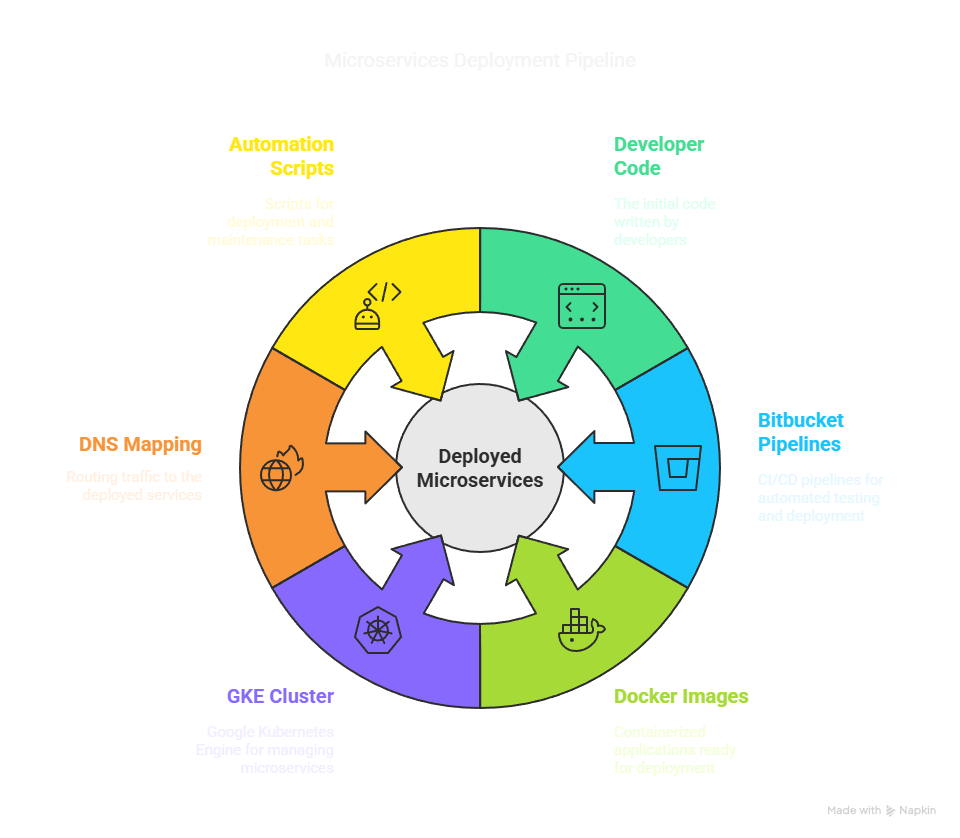 Microservices Deployment Pipeline
Automation
Scripts
Scripts for
deployment and
maintenance tasks
Developer
Code
The initial code
written by
developers
DNS Mapping
Routing traffic to the
deployed services
Deployed
Microservices
Bitbucket
Pipelines
CI/CD pipelines for
automated testing
and deployment
GKE Cluster
Google Kubernetes
Engine for managing
microservices
Docker Images
Containerized
applications ready
for deployment
Made with Napkin